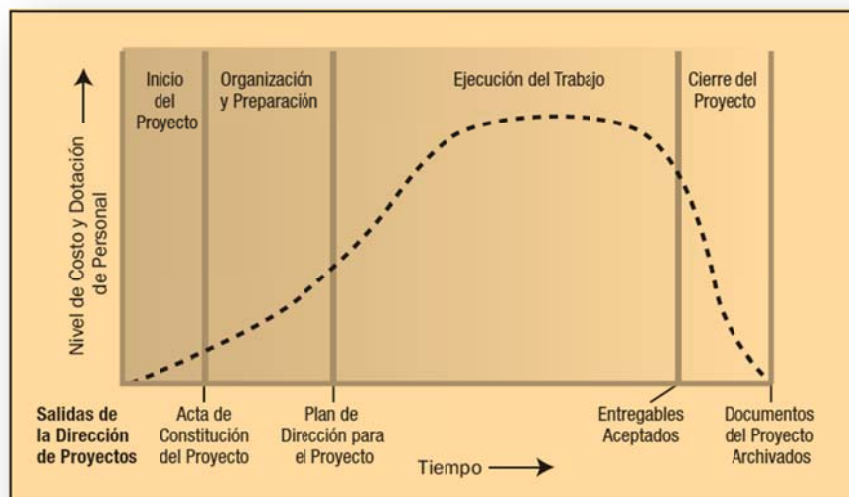 Inicio
del
Proyecto
Organización
y Preparación
Ejecución del Trabajo
Cierre del
Proyecto
Nivel de Costo y Dotación
de Personal
Salidas de
la Dirección
de Proyectos
Acta de
Constitución
del Proyecto
Plan de
Dirección para
el Proyecto
Tiempo
Entregables
Aceptados
Documentos
del Proyecto
Archivados